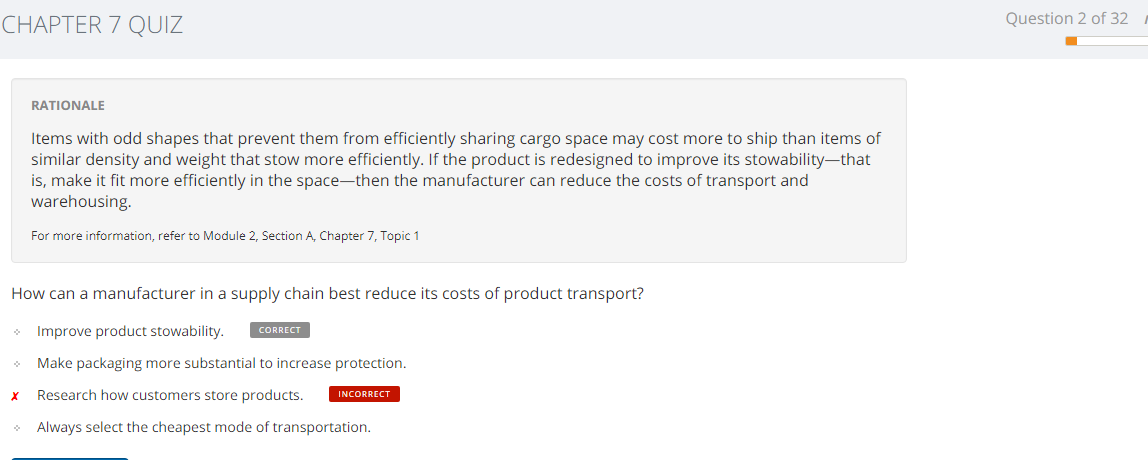 CHAPTER 7 QUIZ
Question 2 of 32
RATIONALE
Items with odd shapes that prevent them from efficiently sharing cargo space may cost more to ship than items of
similar density and weight that stow more efficiently. If the product is redesigned to improve its stowability—that
is, make it fit more efficiently in the space—then the manufacturer can reduce the costs of transport and
warehousing.
For more information, refer to Module 2, Section A, Chapter 7, Topic 1
How can a manufacturer in a supply chain best reduce its costs of product transport?
Improve product stowability. CORRECT
Make packaging more substantial to increase protection.
✗ Research how customers store products. INCORRECT
Always select the cheapest mode of transportation.